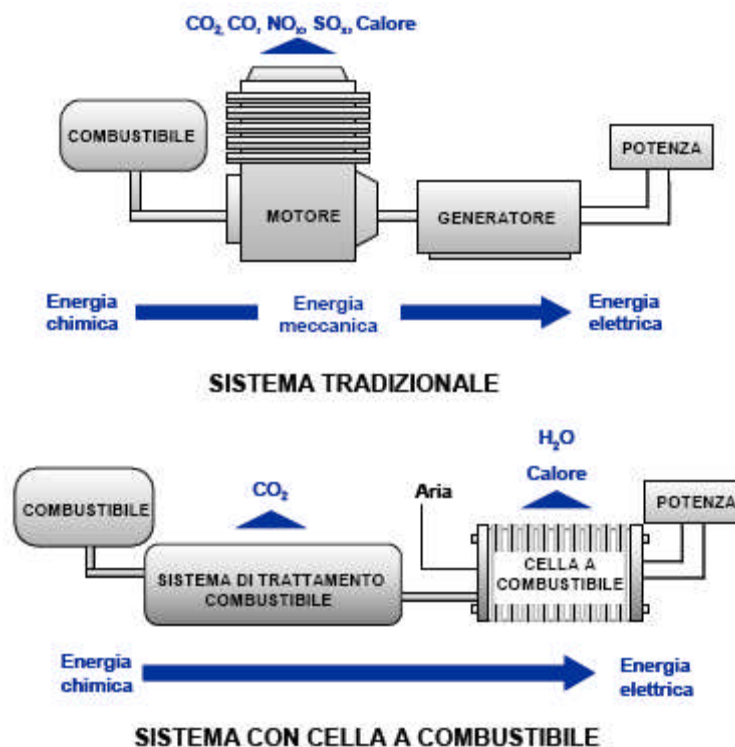 CO₂, CO, NOₓ, SOₓ, Calore
COMBUSTIBILE
POTENZA
MOTORE
GENERATORE
Energia
chimica
Energia
meccanica
Energia
elettrica
SISTEMA TRADIZIONALE
H₂O
Calore
CO₂
Aria
COMBUSTIBILE
POTENZA
SISTEMA DI TRATTAMENTO
COMBUSTIBILE
CELLA A
COMBUSTIBILE
Energia
chimica
Energia
elettrica
SISTEMA CON CELLA A COMBUSTIBILE